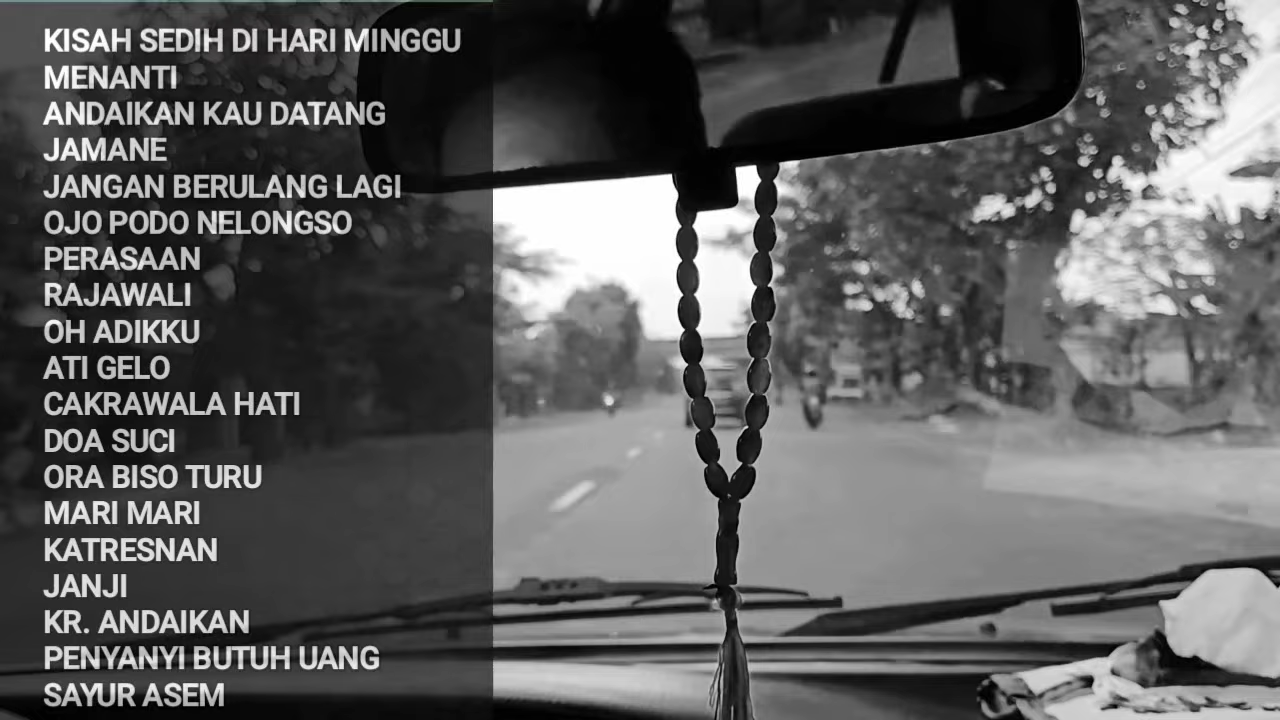 KISAH SEDIH DI HARI MINGGU
MENANTI
ANDAIKAN KAU DATANG
JAMANE
JANGAN BERULANG LAGI
OJO PODO NELONGSO
PERASAAN
RAJAWALI
OH ADIKKU
ATI GELO
CAKRAWALA HATI
DOA SUCI
ORA BISO TURU
MARI MARI
KATRESNAN
JANJI
KR. ANDAIKAN
PENYANYI BUTUH UANG
SAYUR ASEM